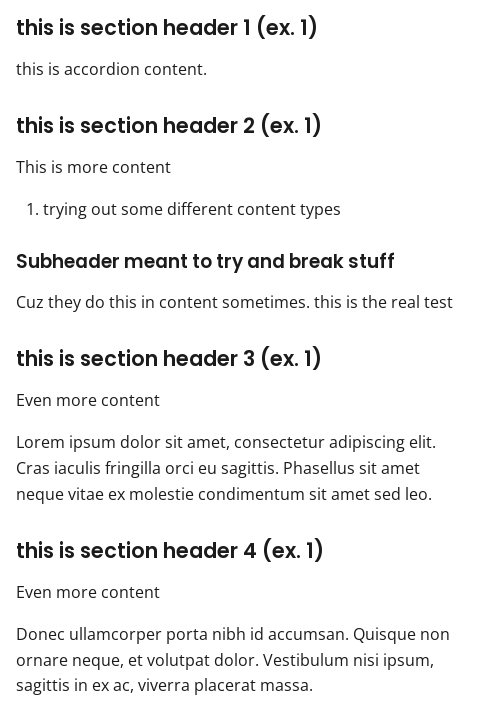 this is section header 1 (ex. 1)
this is accordion content.
this is section header 2 (ex. 1)
This is more content
1. trying out some different content types
Subheader meant to try and break stuff
Cuz they do this in content sometimes. this is the real test
this is section header 3 (ex. 1)
Even more content
Lorem ipsum dolor sit amet, consectetur adipiscing elit.
Cras iaculis fringilla orci eu sagittis. Phasellus sit amet
neque vitae ex molestie condimentum sit amet sed leo.
this is section header 4 (ex. 1)
Even more content
Donec ullamcorper porta nibh id accumsan. Quisque non
ornare neque, et volutpat dolor. Vestibulum nisi ipsum,
sagittis in ex ac, viverra placerat massa.